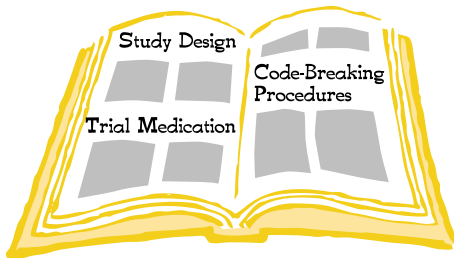 Study Design
Trial Medication
Code-Breaking
Procedures